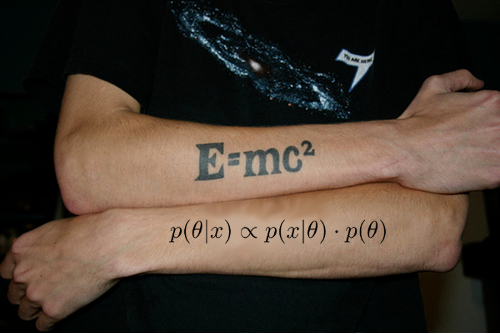 YOU ARE HERE
E=mc²
p(θ|x) ∝ p(x|θ) · p(θ)